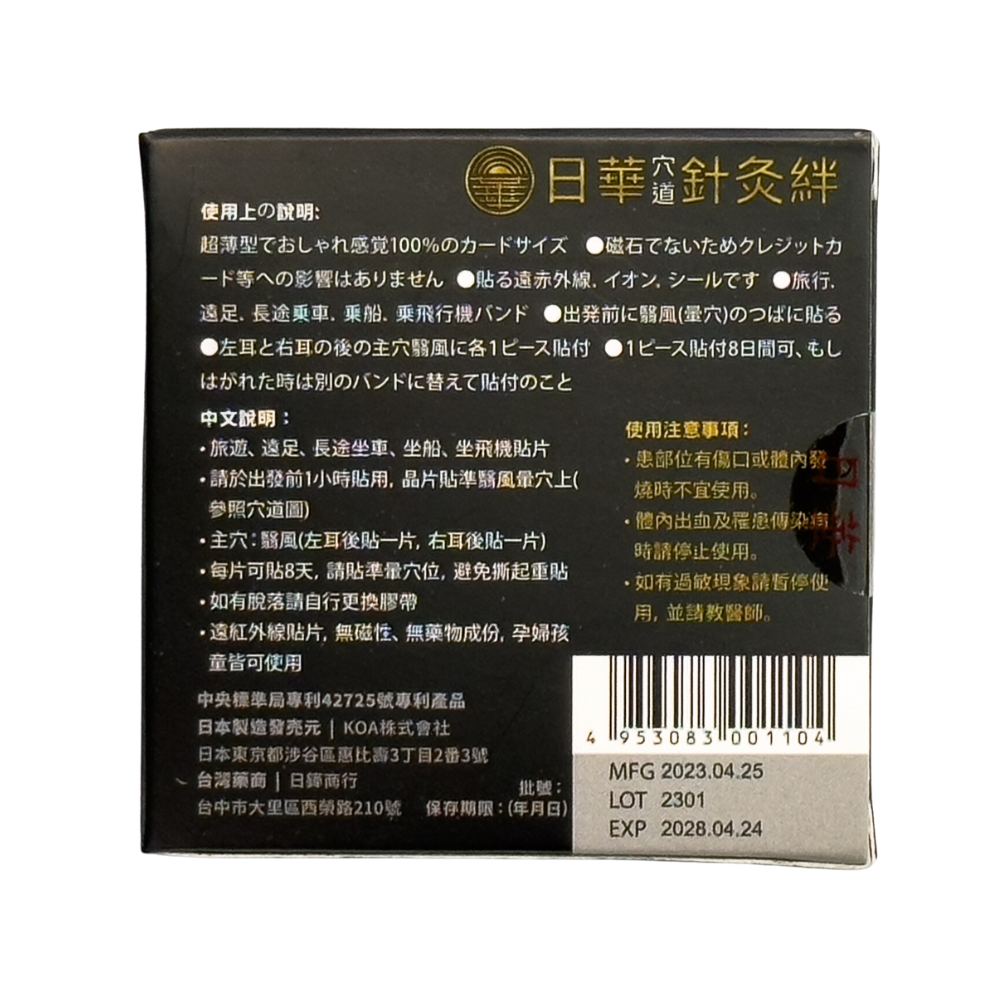 日華穴道針灸絆
使用上の說明:
超薄型でおしゃれ感覚100%のカードサイズ ●磁石でないためクレジットカ
ード等への影響はありません ●貼る遠赤外線. イオン. シールです ●旅行.
遠足. 長途乗車. 乗船. 乗飛行機バンド ●出発前に翳風(暈穴)のつぱに貼る
●左耳と右耳の後の主穴翳風に各1ピース貼付 ●1ピース貼付8日間可、もし
はがれた時は別のバンドに替えて貼付のこと
中文說明：
・旅遊、遠足、長途坐車、坐船、坐飛機貼片
・請於出發前1小時貼用, 晶片貼準翳風暈穴上(
參照穴道圖)
・主穴: 翳風(左耳後貼一片, 右耳後貼一片)
・每片可貼8天, 請貼準暈穴位, 避免撕起重貼
・如有脫落請自行更換膠帶
・遠紅外線貼片, 無磁性、無藥物成份, 孕婦孩
童皆可使用
使用注意事項：
・患部位有傷口或體內發
燒時不宜使用。
・體內出血及罹患傳染病
時請停止使用。
・如有過敏現象請暫停使
用, 並請教醫師。
中央標準局專利42725號專利產品
日本製造發売元 | KOA株式會社
日本東京都涉谷區惠比壽3丁目2番3號
台灣藥商 | 日鋒商行
台中市大里區西榮路210號
批號：
保存期限：(年月日)
4 953083 001104
MFG 2023.04.25
LOT 2301
EXP 2028.04.24